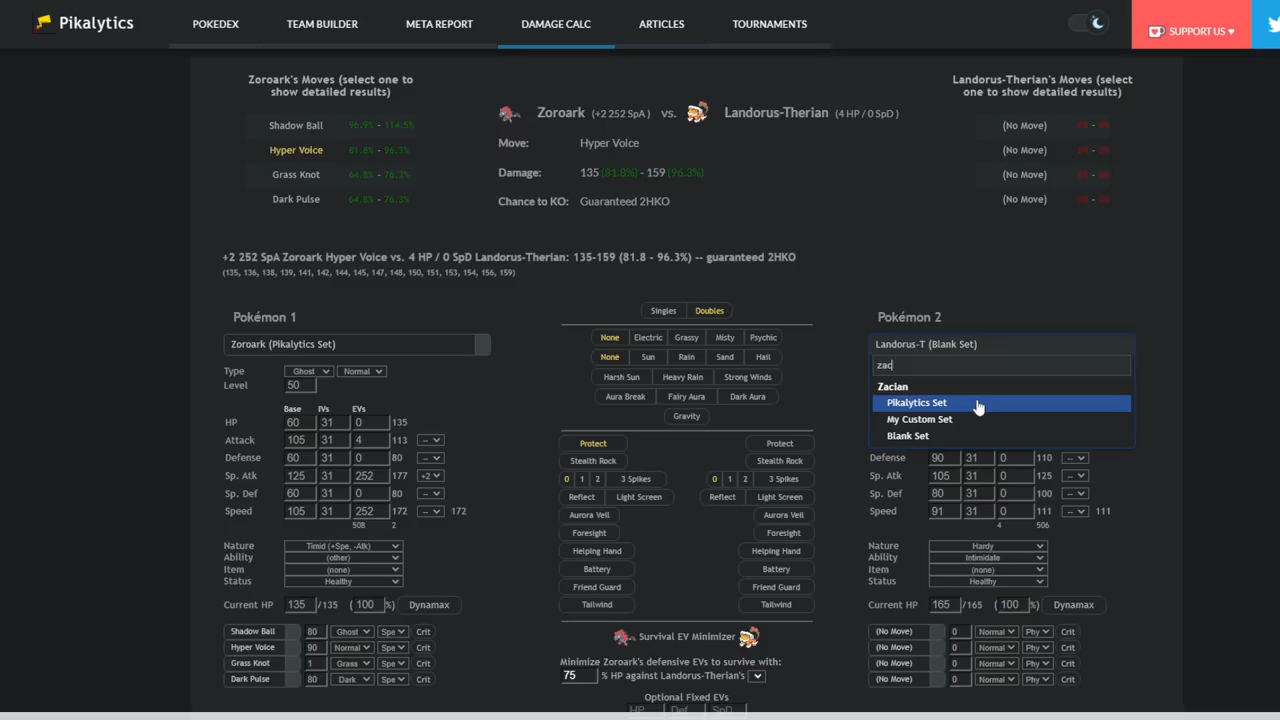 Pikalytics
POKEDEX TEAM BUILDER META REPORT DAMAGE CALC ARTICLES TOURNAMENTS
SUPPORT US ♥
Zoroark's Moves (select one to
show detailed results)
Shadow Ball 96.9% - 114.5%
Hyper Voice 81.8% - 96.3%
Grass Knot 64.8% - 76.3%
Dark Pulse 64.8% - 76.3%
Zoroark (+2 252 SpA ) vs. Landorus-Therian (4 HP / 0 SpD )
Move: Hyper Voice
Damage: 135 (81.8%) - 159 (96.3%)
Chance to KO: Guaranteed 2HKO
Landorus-Therian's Moves (select
one to show detailed results)
(No Move)
(No Move)
(No Move)
(No Move)
+2 252 SpA Zoroark Hyper Voice vs. 4 HP / 0 SpD Landorus-Therian: 135-159 (81.8 - 96.3%) -- guaranteed 2HKO
(135, 136, 138, 139, 141, 142, 144, 145, 147, 148, 150, 151, 153, 154, 156, 159)
Pokémon 1
Zoroark (Pikalytics Set)
Type Ghost Normal
Level 50
Base IVs EVs
HP 60 31 0 135
Attack 105 31 4 113 --
Defense 60 31 0 80 --
Sp. Atk 125 31 252 177 +2
Sp. Def 60 31 0 80 --
Speed 105 31 252 172 -- 172
508 2
Nature Timid (+Spe, -Atk)
Ability (other)
Item (none)
Status Healthy
Current HP 135 /135 ( 100 %) Dynamax
Shadow Ball 80 Ghost Spe Crit
Hyper Voice 90 Normal Spe Crit
Grass Knot 1 Grass Spe Crit
Dark Pulse 80 Dark Spe Crit
Singles Doubles
None Electric Grassy Misty Psychic
None Sun Rain Sand Hail
Harsh Sun Heavy Rain Strong Winds
Aura Break Fairy Aura Dark Aura
Gravity
Protect Protect
Stealth Rock Stealth Rock
0 1 2 3 Spikes 0 1 2 3 Spikes
Reflect Light Screen Reflect Light Screen
Aurora Veil Aurora Veil
Foresight Foresight
Helping Hand Helping Hand
Battery Battery
Friend Guard Friend Guard
Tailwind Tailwind
Survival EV Minimizer
Minimize Zoroark's defensive EVs to survive with:
75 % HP against Landorus-Therian's
Optional Fixed EVs
HP Def SpD
Pokémon 2
Landorus-T (Blank Set)
zac
Zacian
Pikalytics Set
My Custom Set
Blank Set
Defense 90 31 0 110 --
Sp. Atk 105 31 0 125 --
Sp. Def 80 31 0 100 --
Speed 91 31 0 111 -- 111
4 506
Nature Hardy
Ability Intimidate
Item (none)
Status Healthy
Current HP 165 /165 ( 100 %) Dynamax
(No Move) 0 Normal Phy Crit
(No Move) 0 Normal Phy Crit
(No Move) 0 Normal Phy Crit
(No Move) 0 Normal Phy Crit